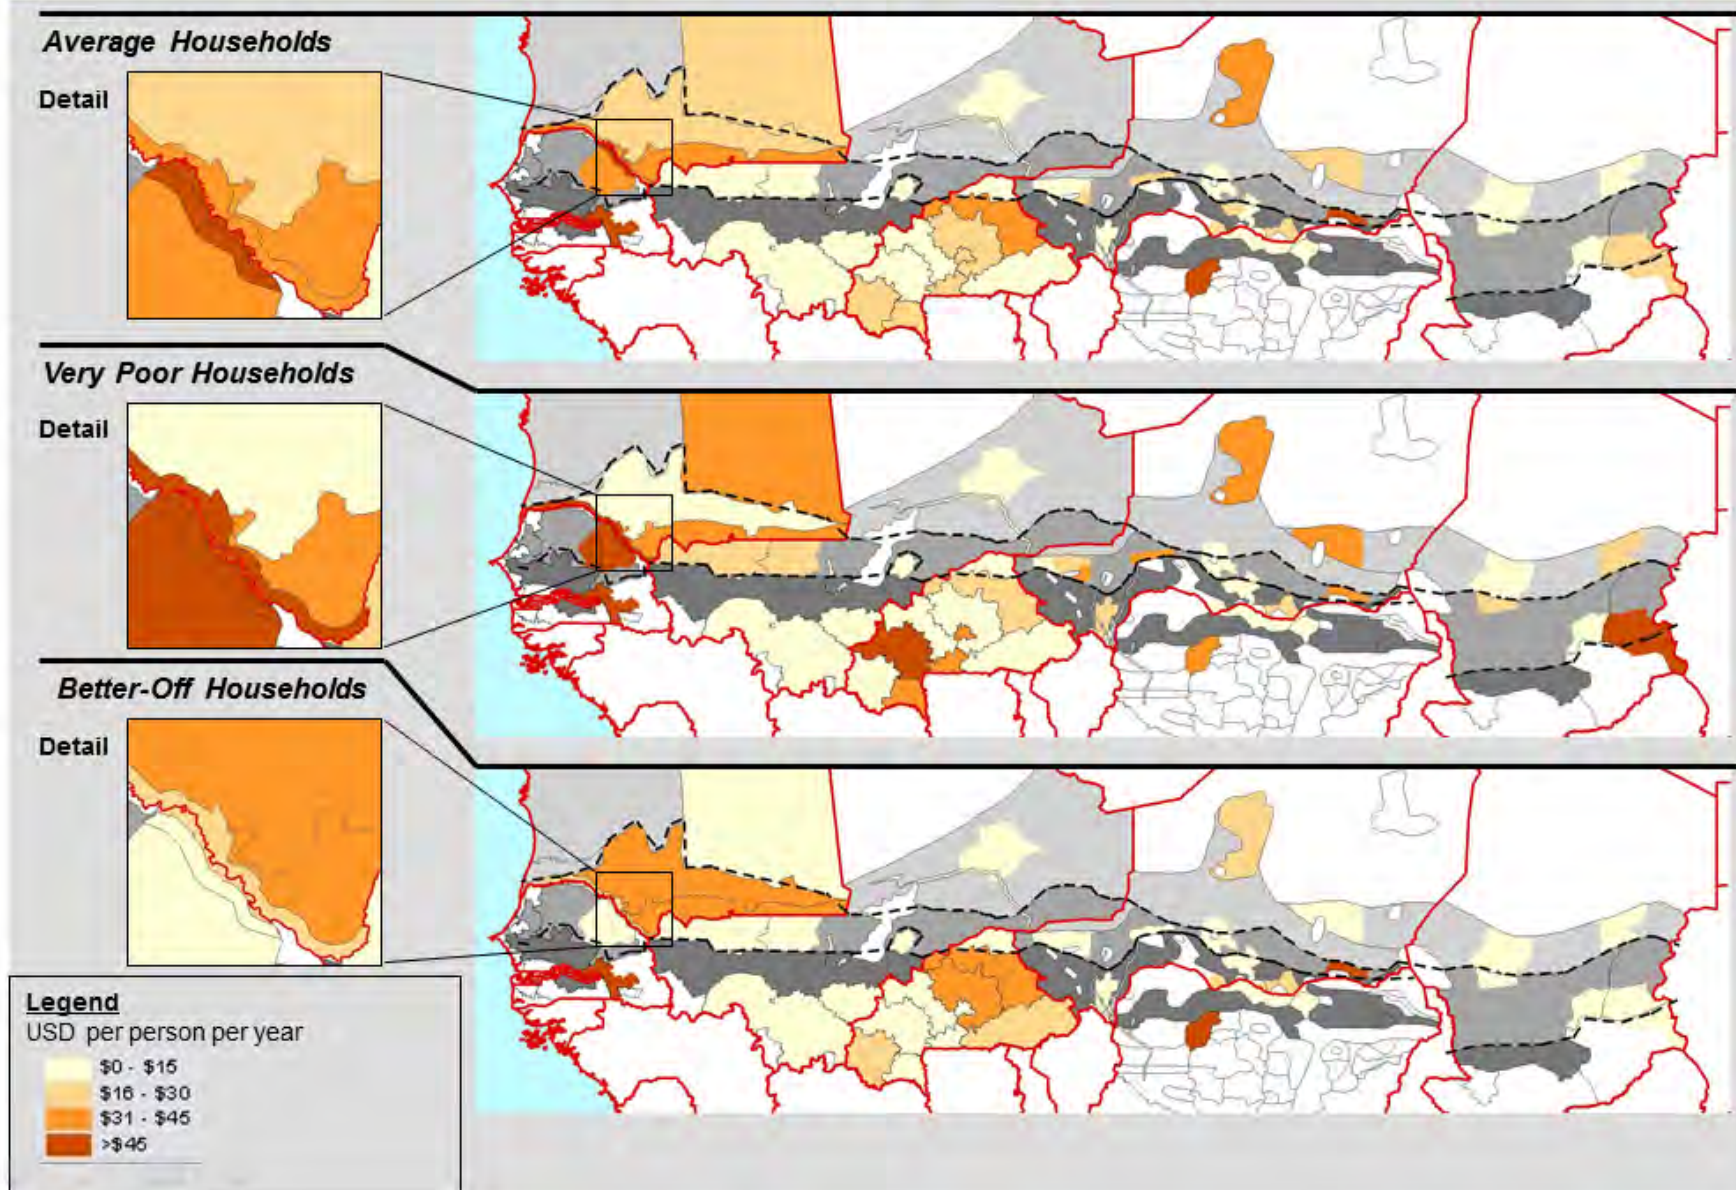 Average Households
Detail
Very Poor Households
Detail
Better-Off Households
Detail
Legend
USD per person per year
$0 - $15
$16 - $30
$31 - $45
>$45